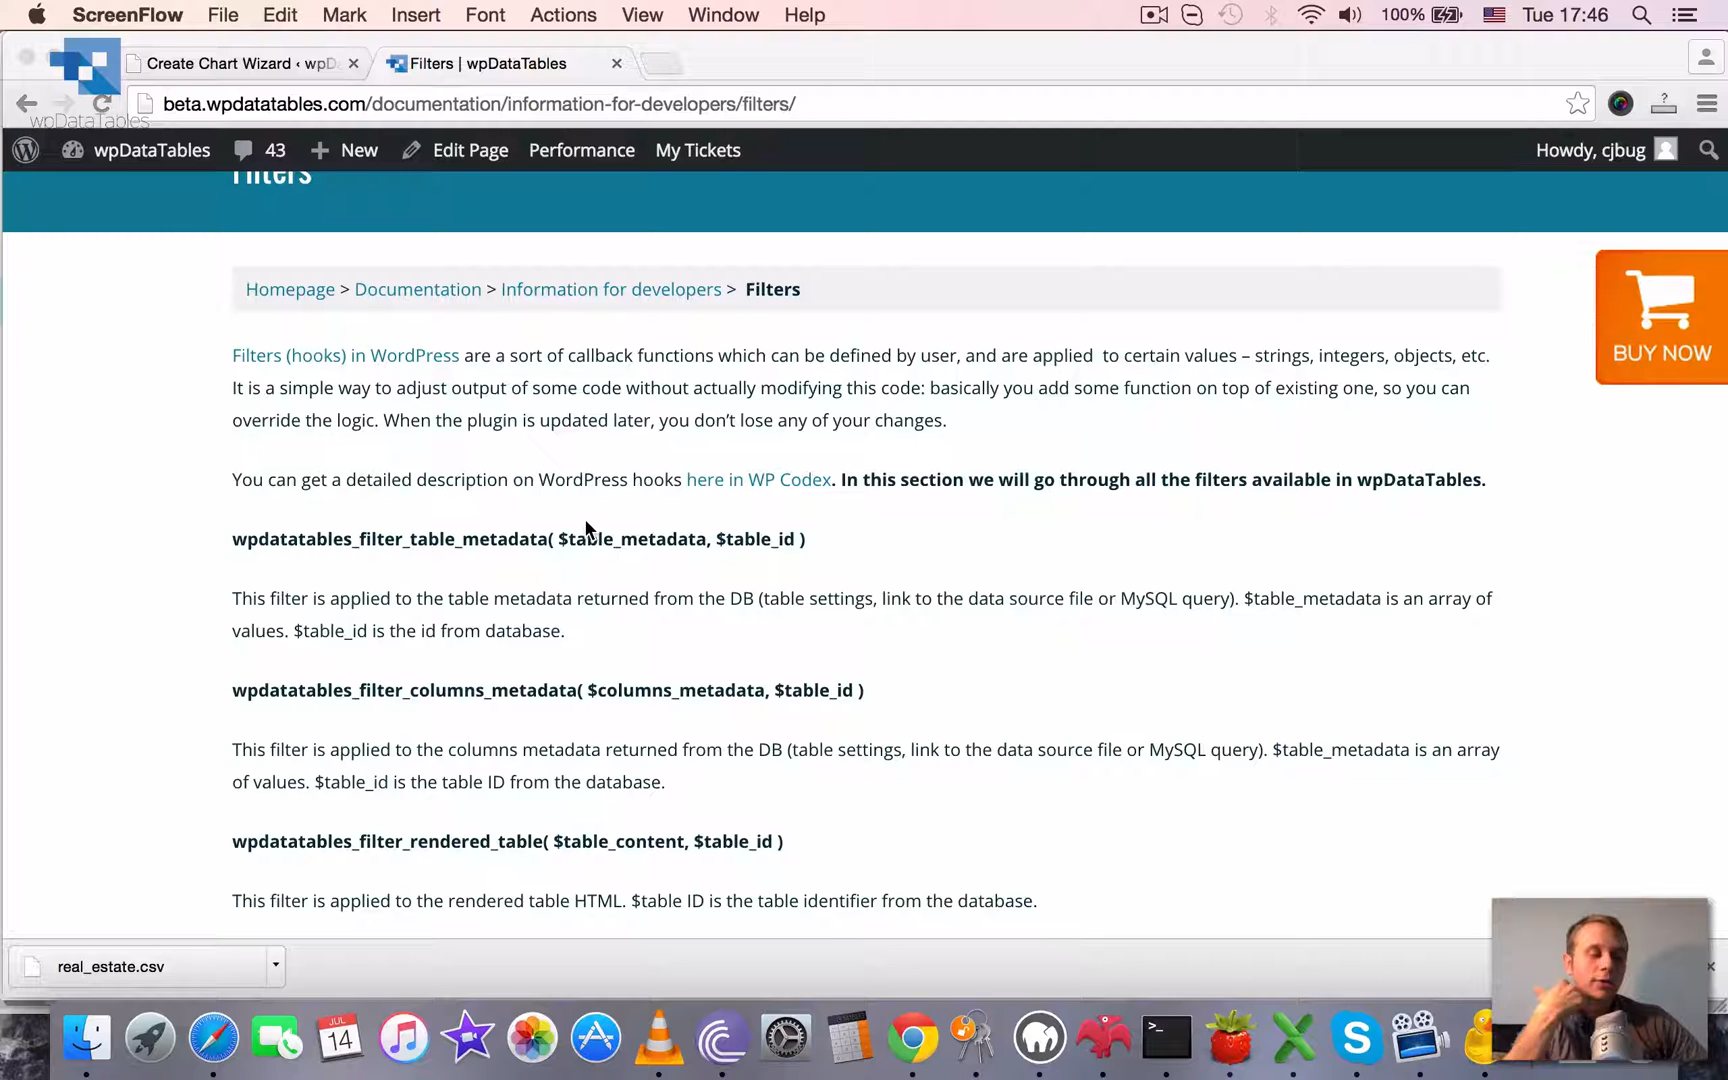 ScreenFlow File Edit Mark Insert Font Actions View Window Help 100% Tue 17:46
Create Chart Wizard ‹ wpD Filters | wpDataTables
beta.wpdatatables.com/documentation/information-for-developers/filters/
wpDataTables
wpDataTables 43 New Edit Page Performance My Tickets Howdy, cjbug
Filters
Homepage > Documentation > Information for developers > Filters
BUY NOW
Filters (hooks) in WordPress are a sort of callback functions which can be defined by user, and are applied to certain values – strings, integers, objects, etc.
It is a simple way to adjust output of some code without actually modifying this code: basically you add some function on top of existing one, so you can
override the logic. When the plugin is updated later, you don’t lose any of your changes.
You can get a detailed description on WordPress hooks here in WP Codex. In this section we will go through all the filters available in wpDataTables.
wpdatatables_filter_table_metadata( $table_metadata, $table_id )
This filter is applied to the table metadata returned from the DB (table settings, link to the data source file or MySQL query). $table_metadata is an array of
values. $table_id is the id from database.
wpdatatables_filter_columns_metadata( $columns_metadata, $table_id )
This filter is applied to the columns metadata returned from the DB (table settings, link to the data source file or MySQL query). $table_metadata is an array
of values. $table_id is the table ID from the database.
wpdatatables_filter_rendered_table( $table_content, $table_id )
This filter is applied to the rendered table HTML. $table ID is the table identifier from the database.
real_estate.csv
JUL
14